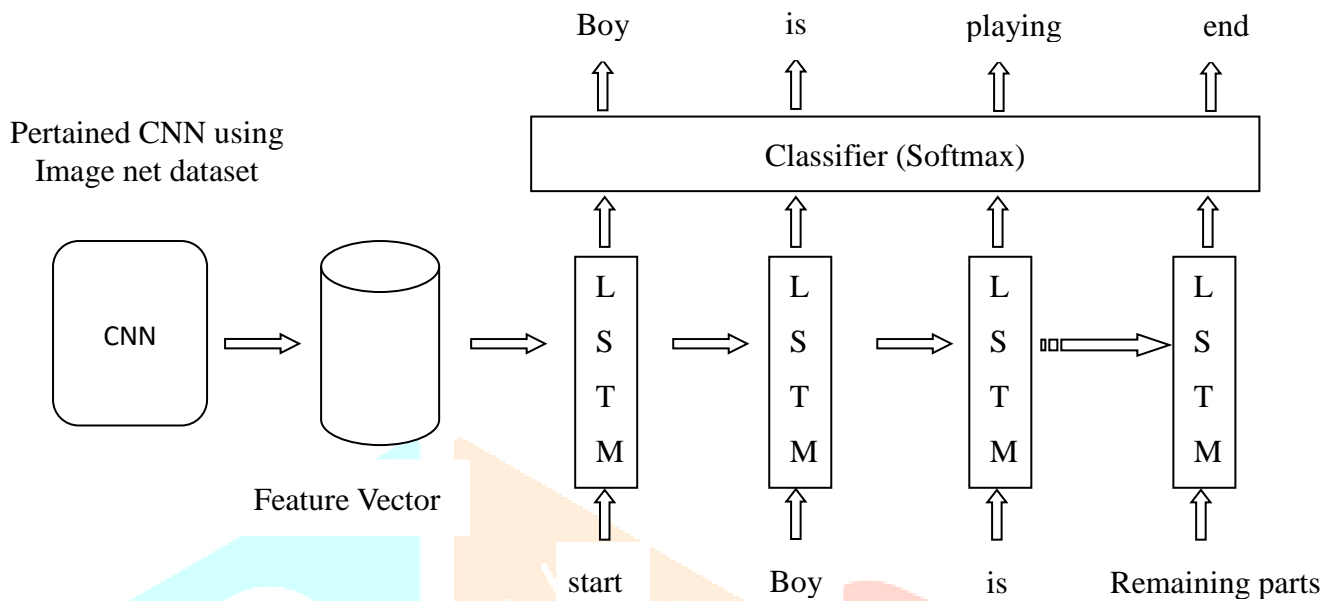 Boy is playing end
Pertained CNN using
Image net dataset
Classifier (Softmax)
CNN
L
S
T
M
L
S
T
M
L
S
T
M
L
S
T
M
Feature Vector
start Boy is Remaining parts